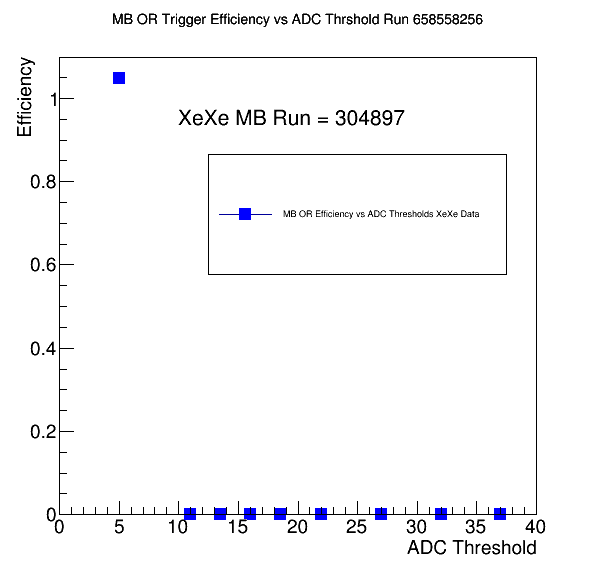 MB OR Trigger Efficiency vs ADC Thrshold Run 658558256
Efficiency
1
0.8
0.6
0.4
0.2
0
XeXe MB Run = 304897
MB OR Efficiency vs ADC Thresholds XeXe Data
0 5 10 15 20 25 30 35 40
ADC Threshold